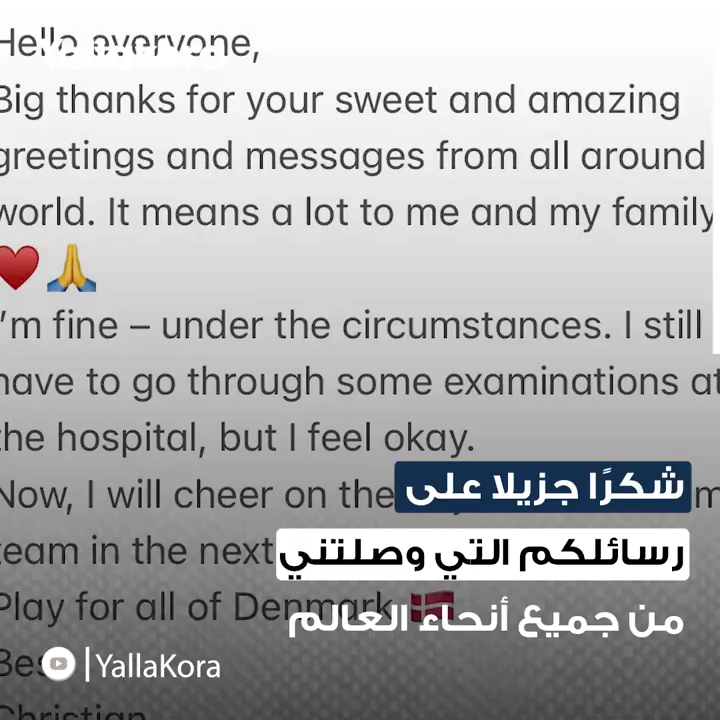 Hello everyone,
Big thanks for your sweet and amazing
greetings and messages from all around
world. It means a lot to me and my family
❤️🙏
I'm fine – under the circumstances. I still
have to go through some examinations at
the hospital, but I feel okay.
Now, I will cheer on the
team in the next
Play for all of Denmark 🇩🇰
شكرًا جزيلا على
رسائلكم التي وصلتني
من جميع أنحاء العالم
|YallaKora
Christian